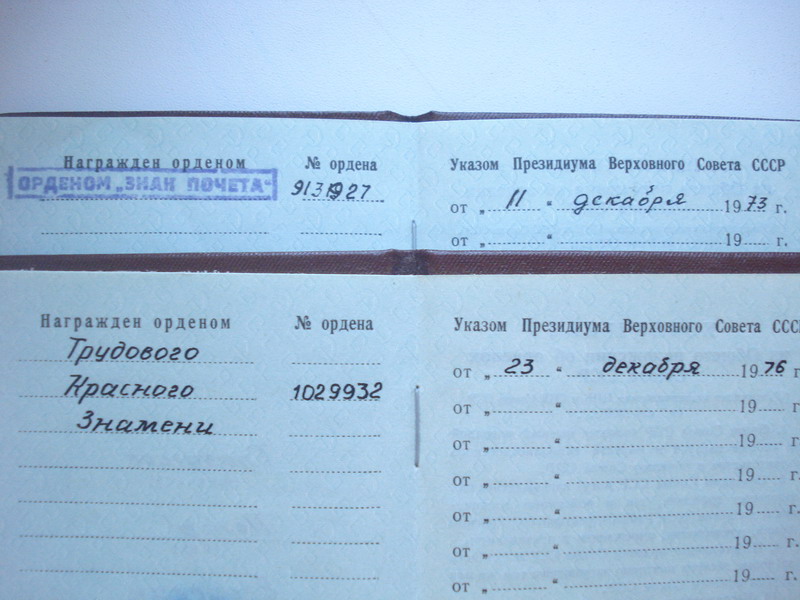 Награжден орденом № ордена Указом Президиума Верховного Совета СССР
ОРДЕНОМ „ЗНАК ПОЧЕТА“ от „ 11 “ декабря 1973 г.
от „ “ 19 г.
Награжден орденом № ордена Указом Президиума Верховного Совета СССР
Трудового
от „ 23 “ декабря 1976 г.
Красного 1029932
от „ “ 19 г.
Знамени
от „ “ 19 г.
от „ “ 19 г.
от „ “ 19 г.
от „ “ 19 г.
от „ “ 19 г.